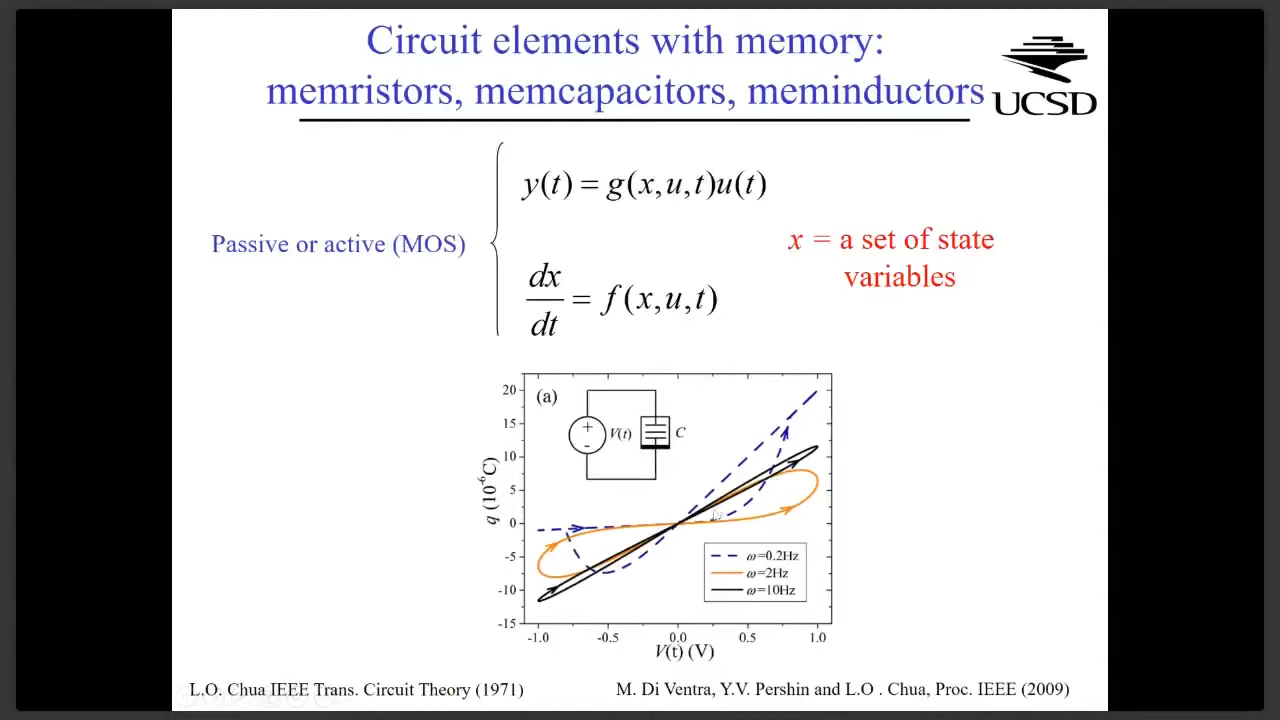 Circuit elements with memory:
memristors, memcapacitors, meminductors
UCSD
y(t) = g(x,u,t)u(t)
Passive or active (MOS)
x = a set of state
variables
dx
dt
= f(x,u,t)
(a)
+
-
V(t)
C
20
15
10
5
0
-5
-10
-15
q (10⁻⁶C)
ω=0.2Hz
ω=2Hz
ω=10Hz
-1.0 -0.5 0.0 0.5 1.0
V(t) (V)
L.O. Chua IEEE Trans. Circuit Theory (1971)
M. Di Ventra, Y.V. Pershin and L.O . Chua, Proc. IEEE (2009)